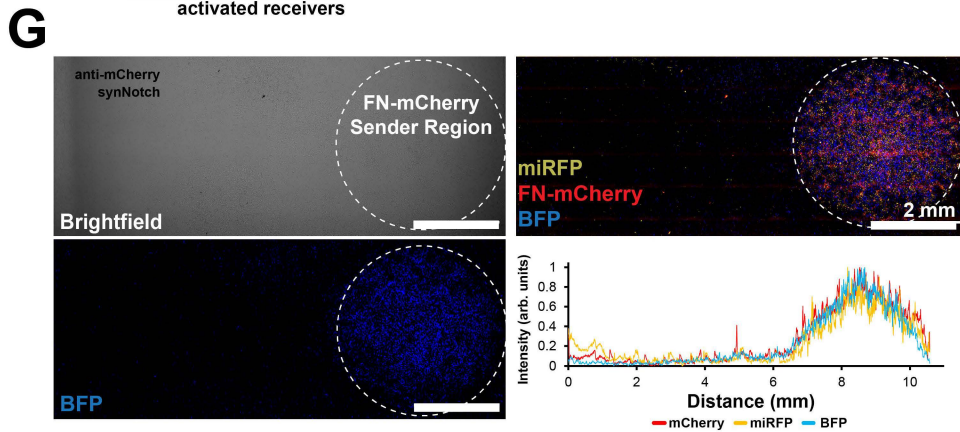 activated receivers
G
anti-mCherry
synNotch
FN-mCherry
Sender Region
Brightfield
miRFP
FN-mCherry
BFP
2 mm
BFP
Intensity (arb. units)
1
0.8
0.6
0.4
0.2
0
0 2 4 6 8 10
Distance (mm)
mCherry miRFP BFP